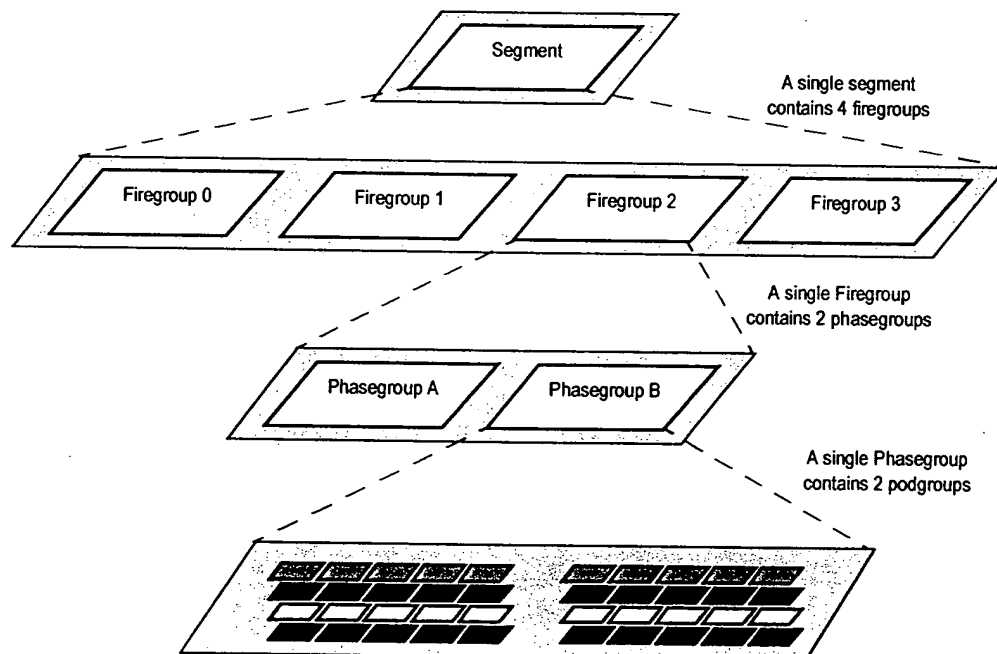 Segment
A single segment
contains 4 firegroups
Firegroup 0
Firegroup 1
Firegroup 2
Firegroup 3
A single Firegroup
contains 2 phasegroups
Phasegroup A
Phasegroup B
A single Phasegroup
contains 2 podgroups